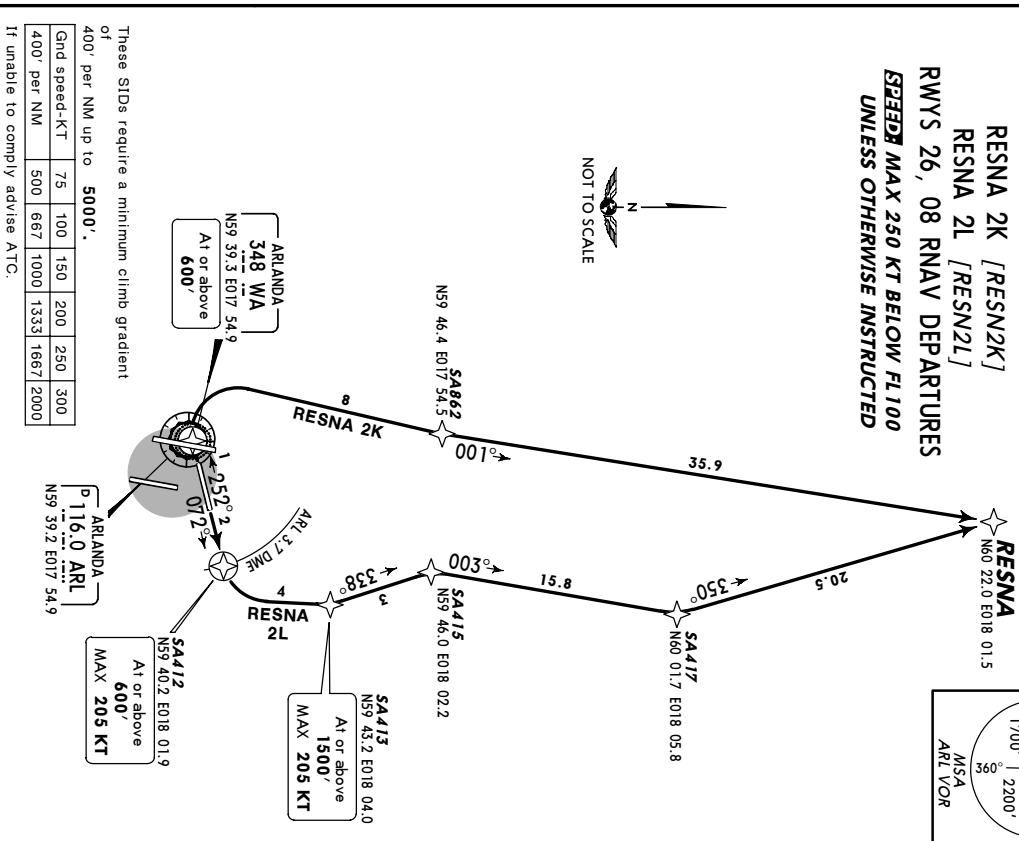 RESNA 2K [RESN2K]
RESNA 2L [RESN2L]
RWYS 26, 08 RNAV DEPARTURES
SPEED: MAX 250 KT BELOW FL100
UNLESS OTHERWISE INSTRUCTED
RESNA
N60 22.0 E018 01.5
1700' 2200'
360°
MSA
ARL VOR
N
NOT TO SCALE
35.9
20.5
350°
SA417
N60 01.7 E018 05.8
SA862
N59 46.4 E017 54.5
001°
8
RESNA 2K
15.8
003°
SA415
N59 46.0 E018 02.2
338°
3
SA413
N59 43.2 E018 04.0
At or above
1500'
MAX 205 KT
4
RESNA
2L
ARL 3.7 DME
ARLANDA
348 WA
N59 39.3 E017 54.9
At or above
600'
1
252°
2
072°
SA412
N59 40.2 E018 01.9
At or above
600'
MAX 205 KT
ARLANDA
D 116.0 ARL
N59 39.2 E017 54.9
These SIDs require a minimum climb gradient
of
400' per NM up to 5000'.
Gnd speed-KT 75 100 150 200 250 300
400' per NM 500 667 1000 1333 1667 2000
If unable to comply advise ATC.